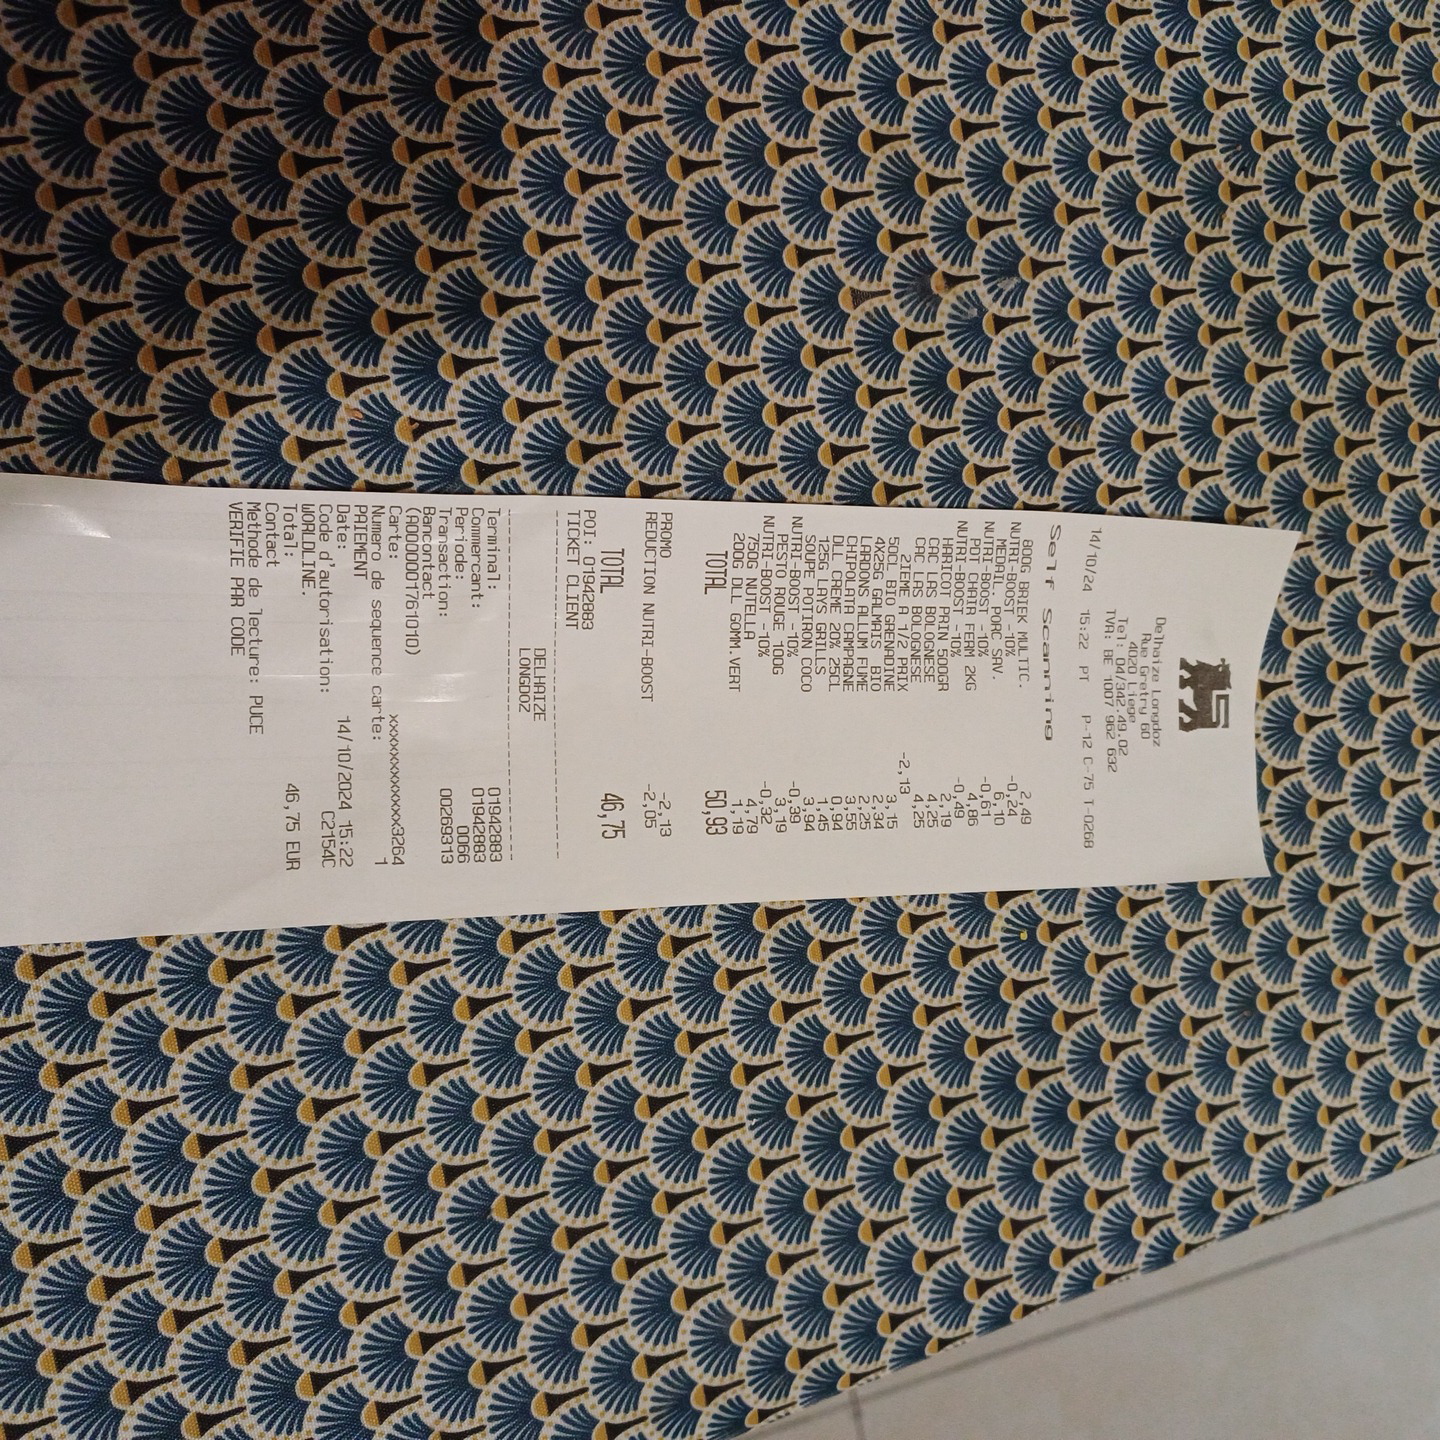 Delhaize Longdoz
Rue Gretry 60
4020 Liege
Tel: 04/342.49.02
TVA: BE 1007 962 632
14/10/24 15:22 PT P-12 C-75 T-0268
Self Scanning
800G BRIEK MULTIC. 2,49
NUTRI-BOOST -10% -0,24
MEDAIL. PORC SAV. 6,10
NUTRI-BOOST -10% -0,61
PDT CHAIR FERM 2KG 4,86
NUTRI-BOOST -10% -0,49
HARICOT PRIN 500GR 2,19
CRC LRS BOLOGNESE 4,25
CRC LRS BOLOGNESE 4,25
2IEME A 1/2 PRIX -2,13
50CL BIO GRENADINE 3,15
4X25G GALMAIS BIO 2,34
LARDONS ALLUM FUME 2,25
CHIPOLATA CAMPAGNE 3,55
DLL CREME 20% 25CL 0,94
125G LAYS GRILLS 1,45
SOUPE POTIRON COCO 3,94
NUTRI-BOOST -10% -0,39
PESTO ROUGE 100G 3,19
NUTRI-BOOST -10% -0,32
750G NUTELLA 4,79
200G DLL GOMM.VERT 1,19
TOTAL 50,93
PROMO -2,13
REDUCTION NUTRI-BOOST -2,05
TOTAL 46,75
POI: 01942883
TICKET CLIENT
DELHAIZE
LONGDOZ
Terminal: 01942883
Commercant: 01942883
Periode: 0066
Transaction: 00269313
Bancontact
(A0000001761010)
Carte: xxxxxxxxxxxxx3264
Numero de sequence carte: 1
PAIEMENT
Date: 14/10/2024 15:22
Code d'autorisation: C2154C
WORLDLINE.
Total: 46,75 EUR
Contact
Methode de lecture: PUCE
VERIFIE PAR CODE